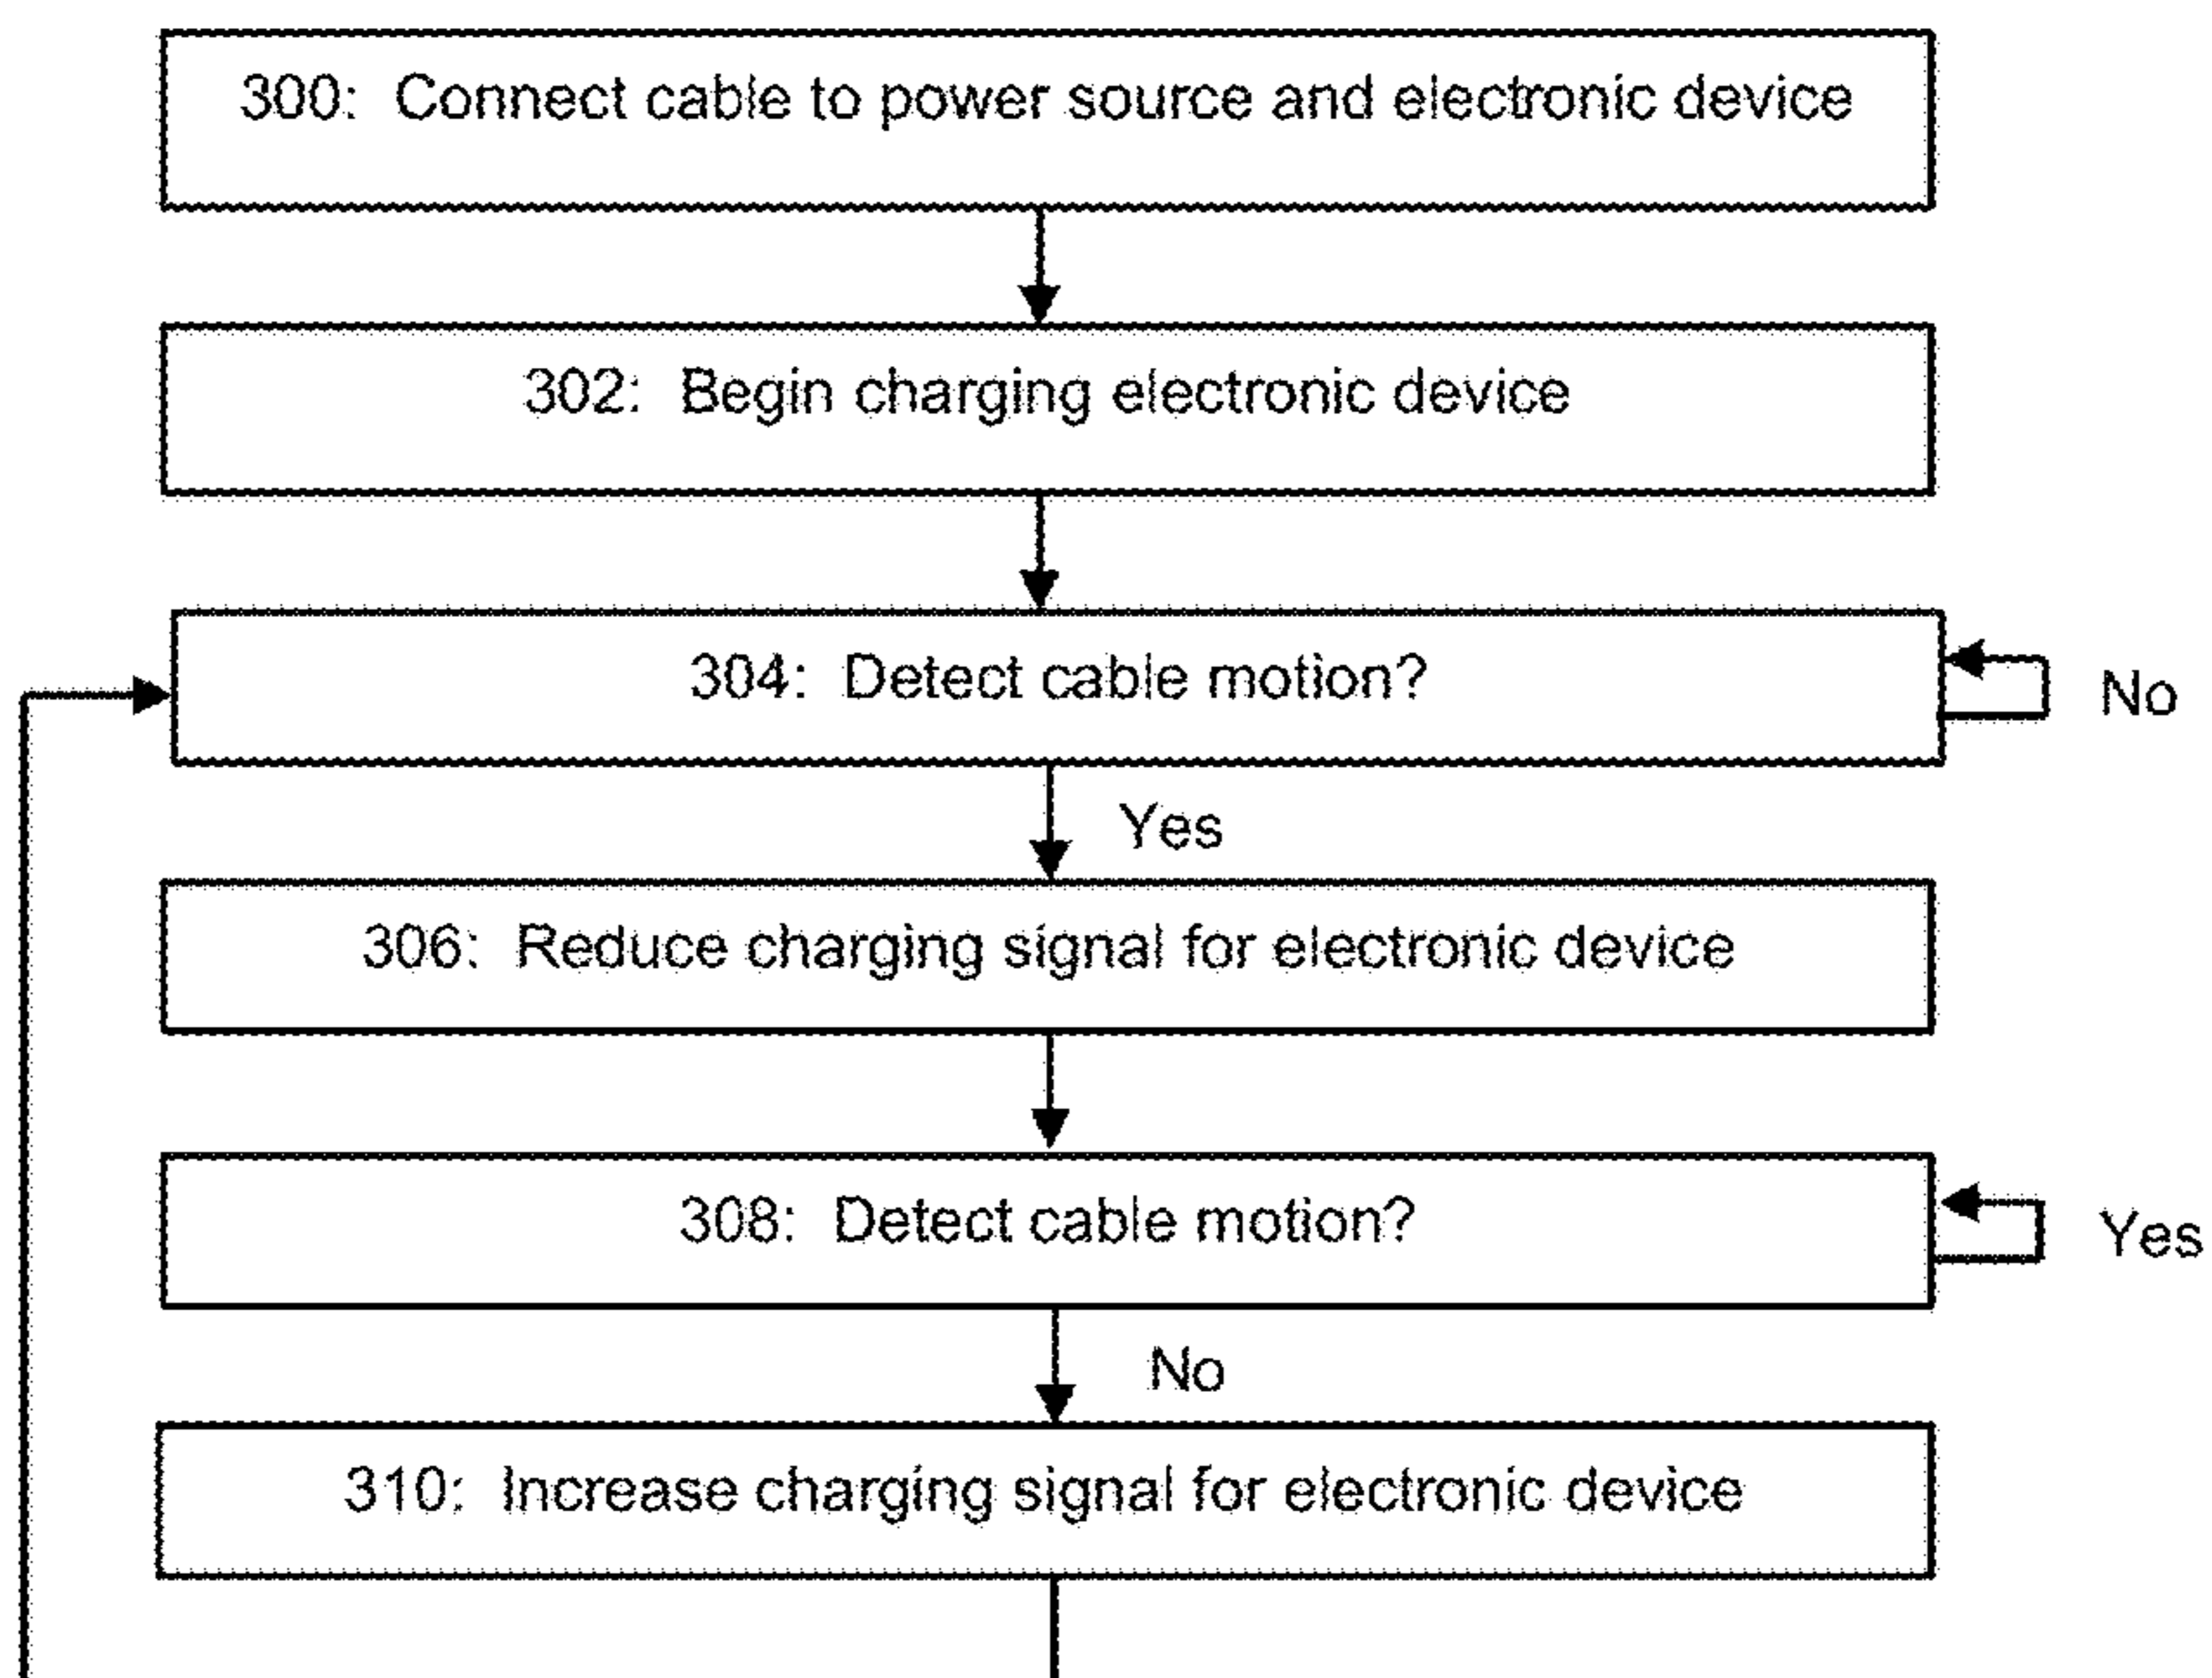 300: Connect cable to power source and electronic device
302: Begin charging electronic device
304: Detect cable motion?
No
Yes
306: Reduce charging signal for electronic device
308: Detect cable motion?
Yes
No
310: Increase charging signal for electronic device